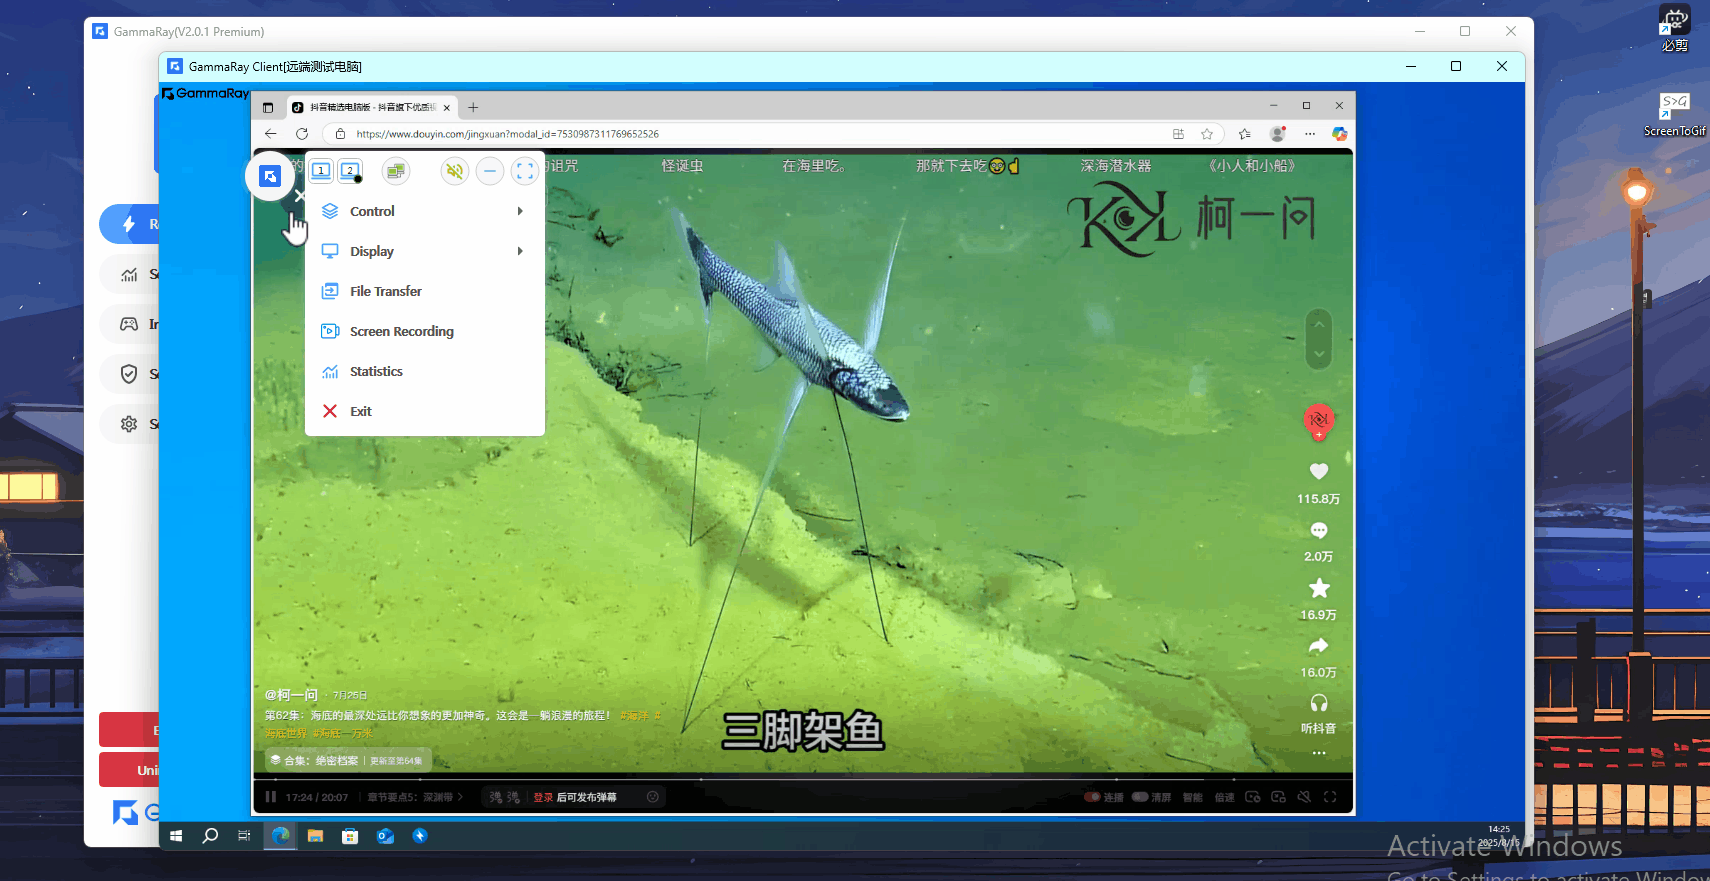 GammaRay(V2.0.1 Premium)
必剪
GammaRay Client[远端测试电脑]
GammaRay
抖音精选电脑版 - 抖音旗下优质视
https://www.douyin.com/jingxuan?modal_id=7530987311769652526
S>G
ScreenToGif
的
1
2
的诅咒
怪诞虫
在海里吃。
那就下去吃🤓☝
深海潜水器
《小人和小船》
柯一问
Control
Display
File Transfer
Screen Recording
Statistics
Exit
115.8万
2.0万
16.9万
16.0万
听抖音
@柯一问 · 7月25日
第62集：海底的最深处远比你想象的更加神奇。这会是一躺浪漫的旅程！ #海洋 #
海底世界 #海底一万米
三脚架鱼
合集：绝密档案 | 更新至第64集
17:24 / 20:07 | 章节要点5：深渊带 >
登录 后可发布弹幕
连播
清屏
智能
倍速
Unin
14:25
2025/8/15
Activate Windows
Go to Settings to activate Window